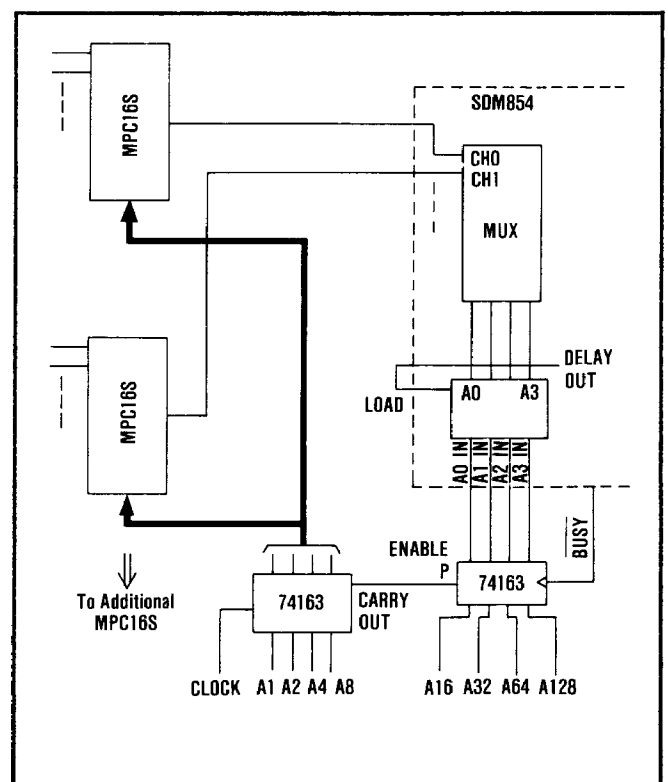 MPC16S
SDM854
CH0
CH1
MUX
MPC16S
DELAY
OUT
LOAD
A0 A3
A0 IN
A1 IN
A2 IN
A3 IN
ENABLE
P
BUSY
74163
To Additional
MPC16S
74163
CARRY
OUT
CLOCK A1 A2 A4 A8
A16 A32 A64 A128